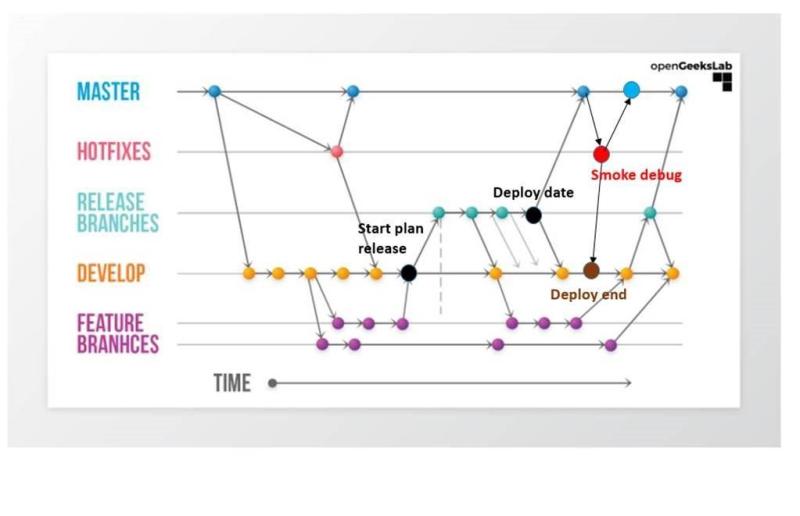 openGeeksLab
MASTER
HOTFIXES
Smoke debug
RELEASE
BRANCHES
Deploy date
Start plan
release
DEVELOP
Deploy end
FEATURE
BRANHCES
TIME